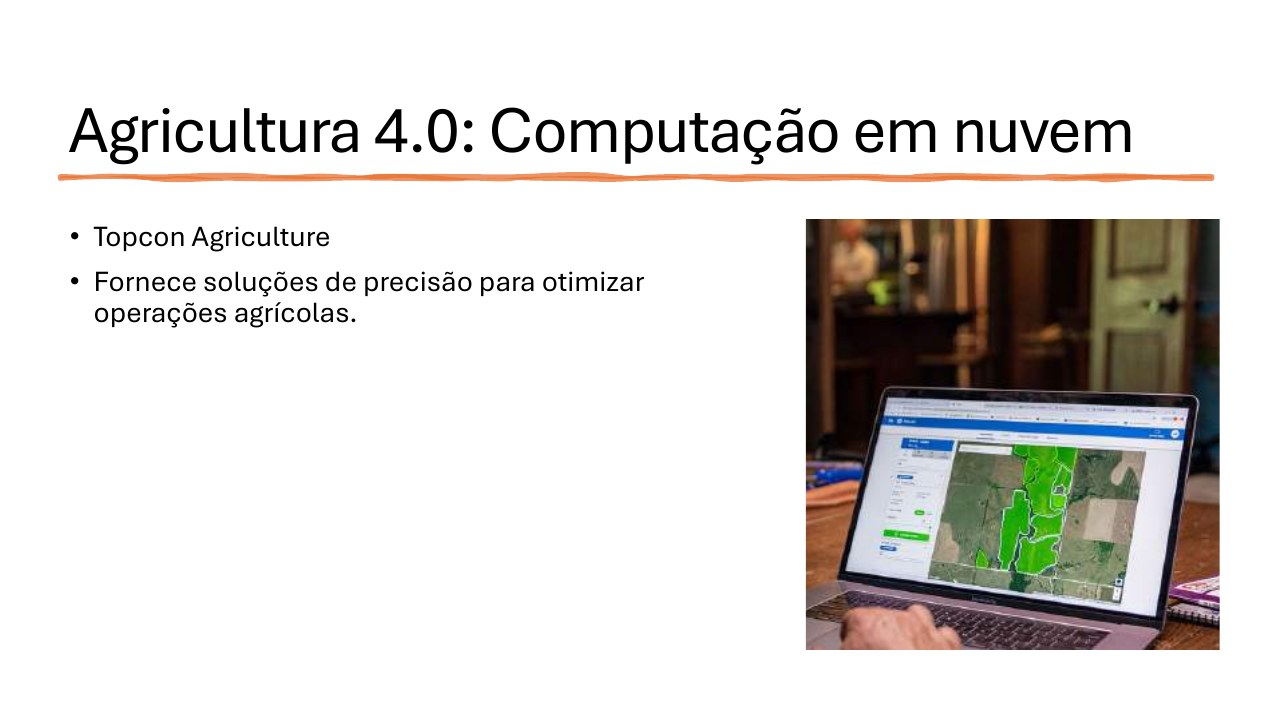 Agricultura 4.0: Computação em nuvem
• Topcon Agriculture
• Fornece soluções de precisão para otimizar
operações agrícolas.